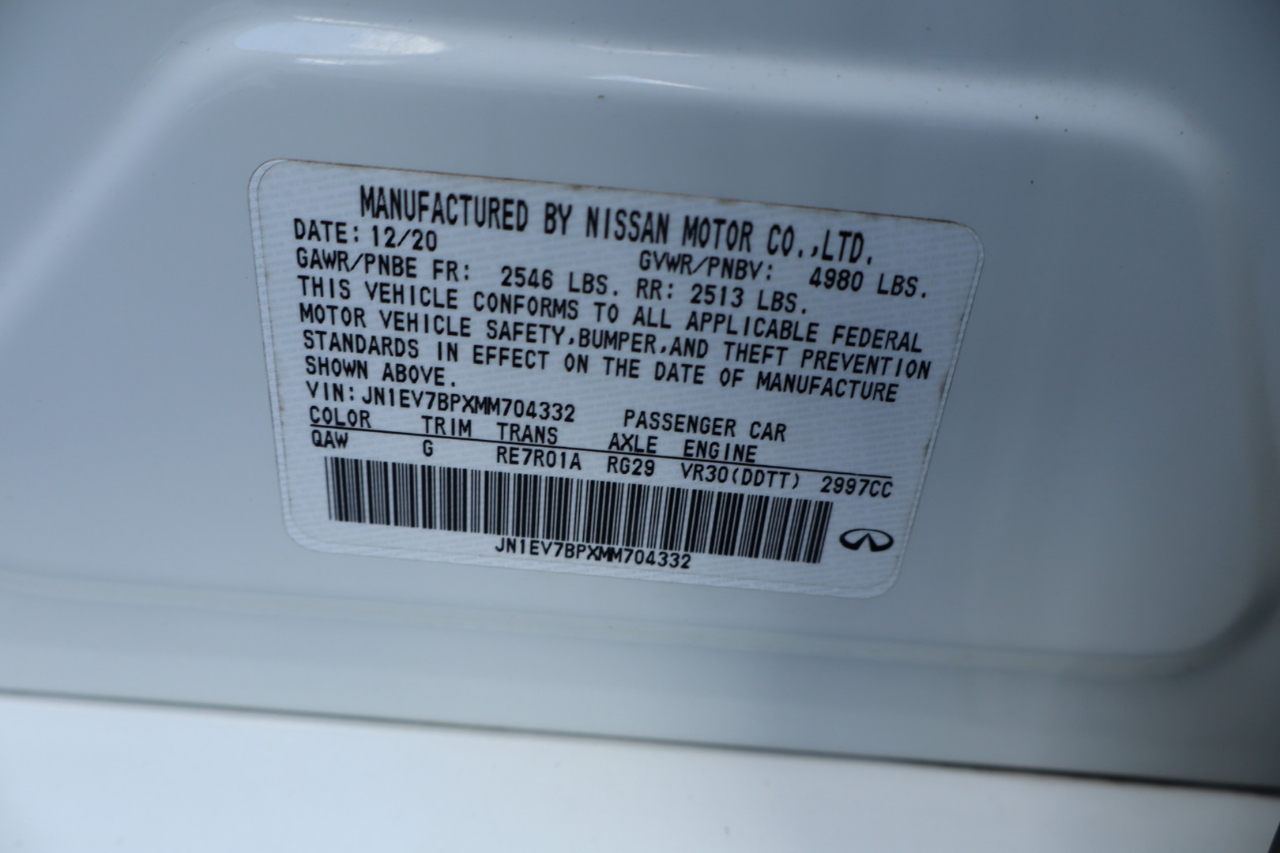 MANUFACTURED BY NISSAN MOTOR CO.,LTD.
DATE: 12/20 GVWR/PNBV: 4980 LBS.
GAWR/PNBE FR: 2546 LBS. RR: 2513 LBS.
THIS VEHICLE CONFORMS TO ALL APPLICABLE FEDERAL
MOTOR VEHICLE SAFETY,BUMPER,AND THEFT PREVENTION
STANDARDS IN EFFECT ON THE DATE OF MANUFACTURE
SHOWN ABOVE.
VIN: JN1EV7BPXMM704332 PASSENGER CAR
COLOR TRIM TRANS AXLE ENGINE
QAW G RE7R01A RG29 VR30(DDTT) 2997CC
JN1EV7BPXMM704332